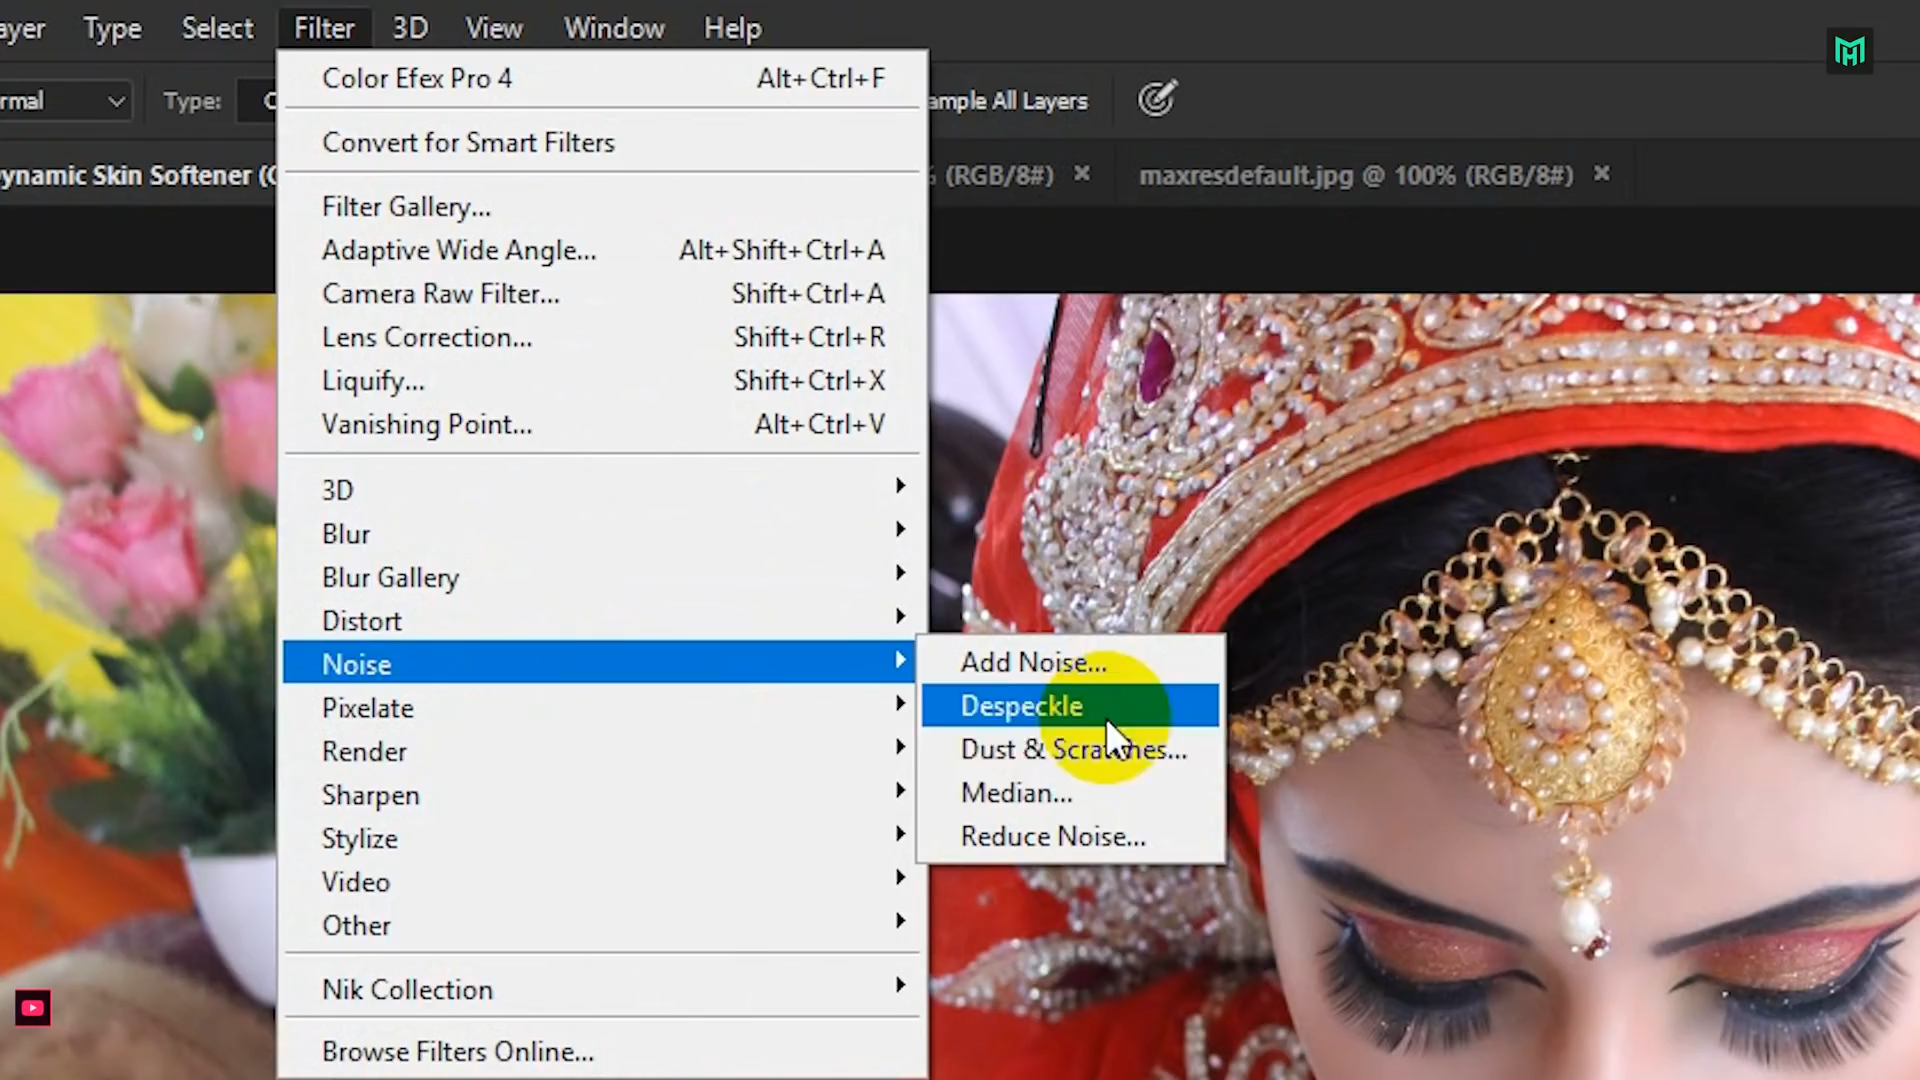 ayer Type Select Filter 3D View Window Help
rmal Type: C ample All Layers
ynamic Skin Softener (C % (RGB/8#) × maxresdefault.jpg @ 100% (RGB/8#) ×
Color Efex Pro 4 Alt+Ctrl+F
Convert for Smart Filters
Filter Gallery...
Adaptive Wide Angle... Alt+Shift+Ctrl+A
Camera Raw Filter... Shift+Ctrl+A
Lens Correction... Shift+Ctrl+R
Liquify... Shift+Ctrl+X
Vanishing Point... Alt+Ctrl+V
3D
Blur
Blur Gallery
Distort
Noise
Pixelate
Render
Sharpen
Stylize
Video
Other
Nik Collection
Browse Filters Online...
Add Noise...
Despeckle
Dust & Scratches...
Median...
Reduce Noise...